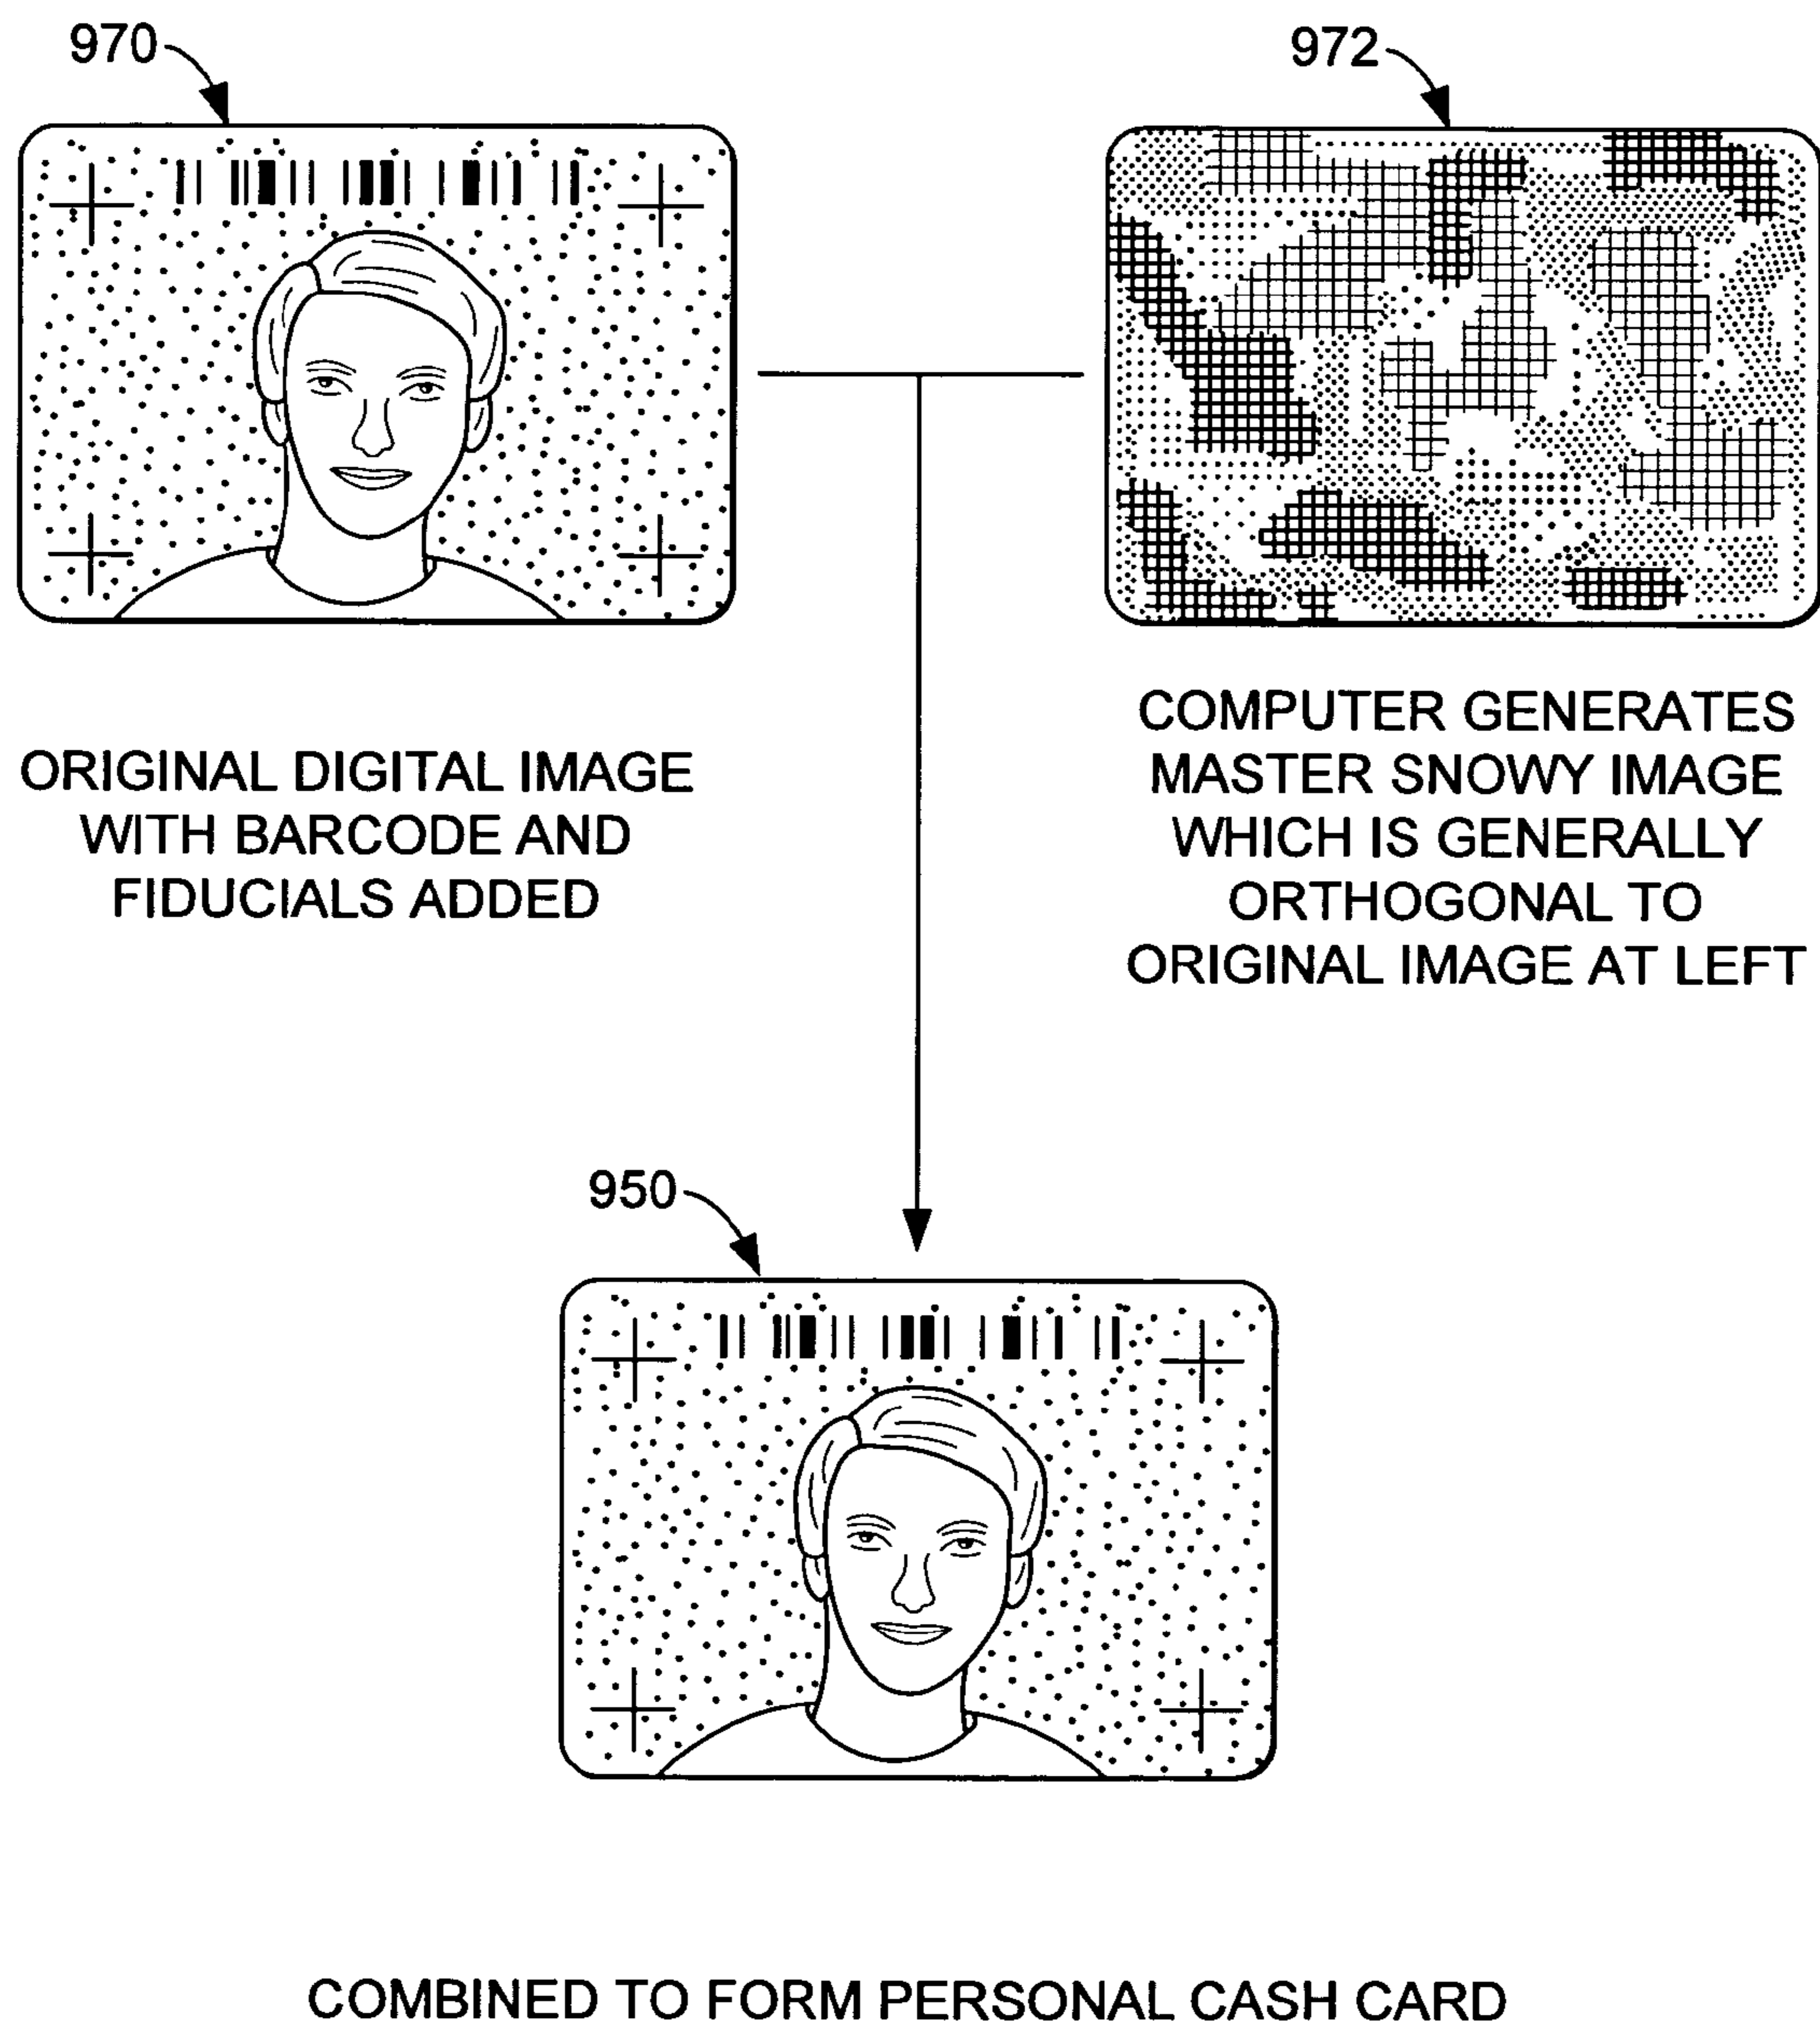 970
972
ORIGINAL DIGITAL IMAGE
WITH BARCODE AND
FIDUCIALS ADDED
COMPUTER GENERATES
MASTER SNOWY IMAGE
WHICH IS GENERALLY
ORTHOGONAL TO
ORIGINAL IMAGE AT LEFT
950
COMBINED TO FORM PERSONAL CASH CARD